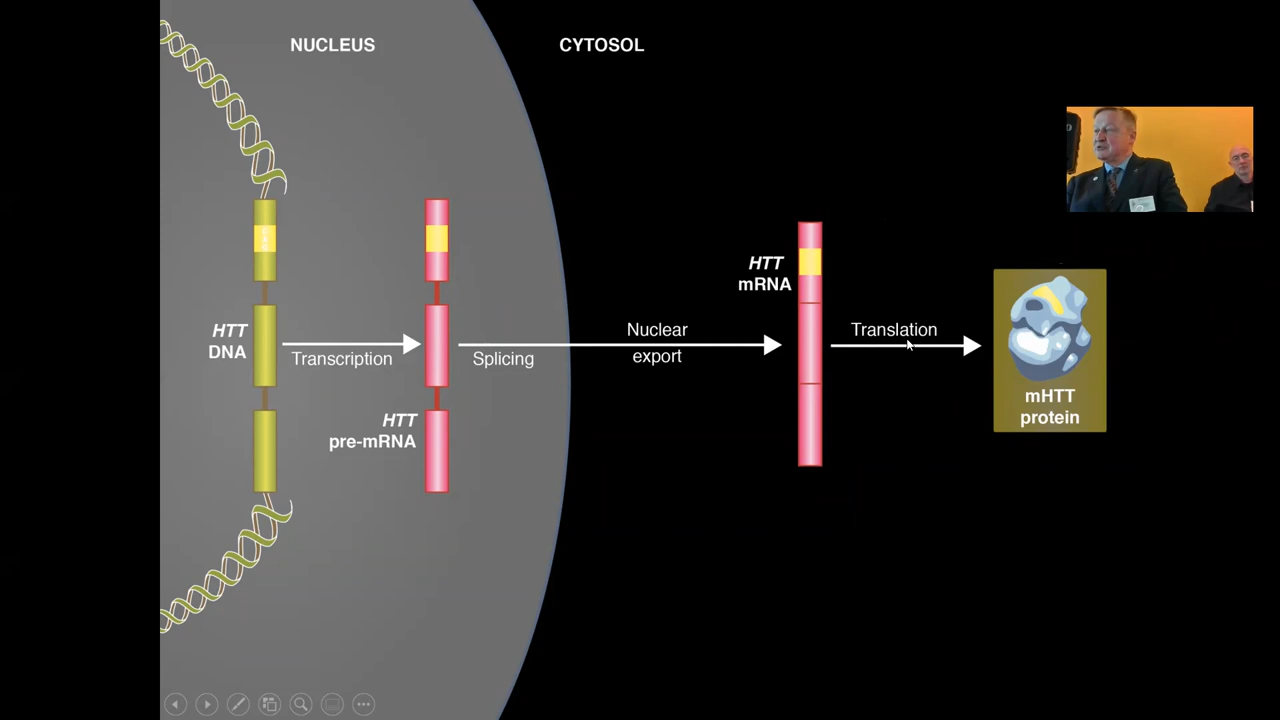 NUCLEUS
CYTOSOL
HTT
DNA
Transcription
HTT
pre-mRNA
Splicing
Nuclear
export
HTT
mRNA
Translation
mHTT
protein